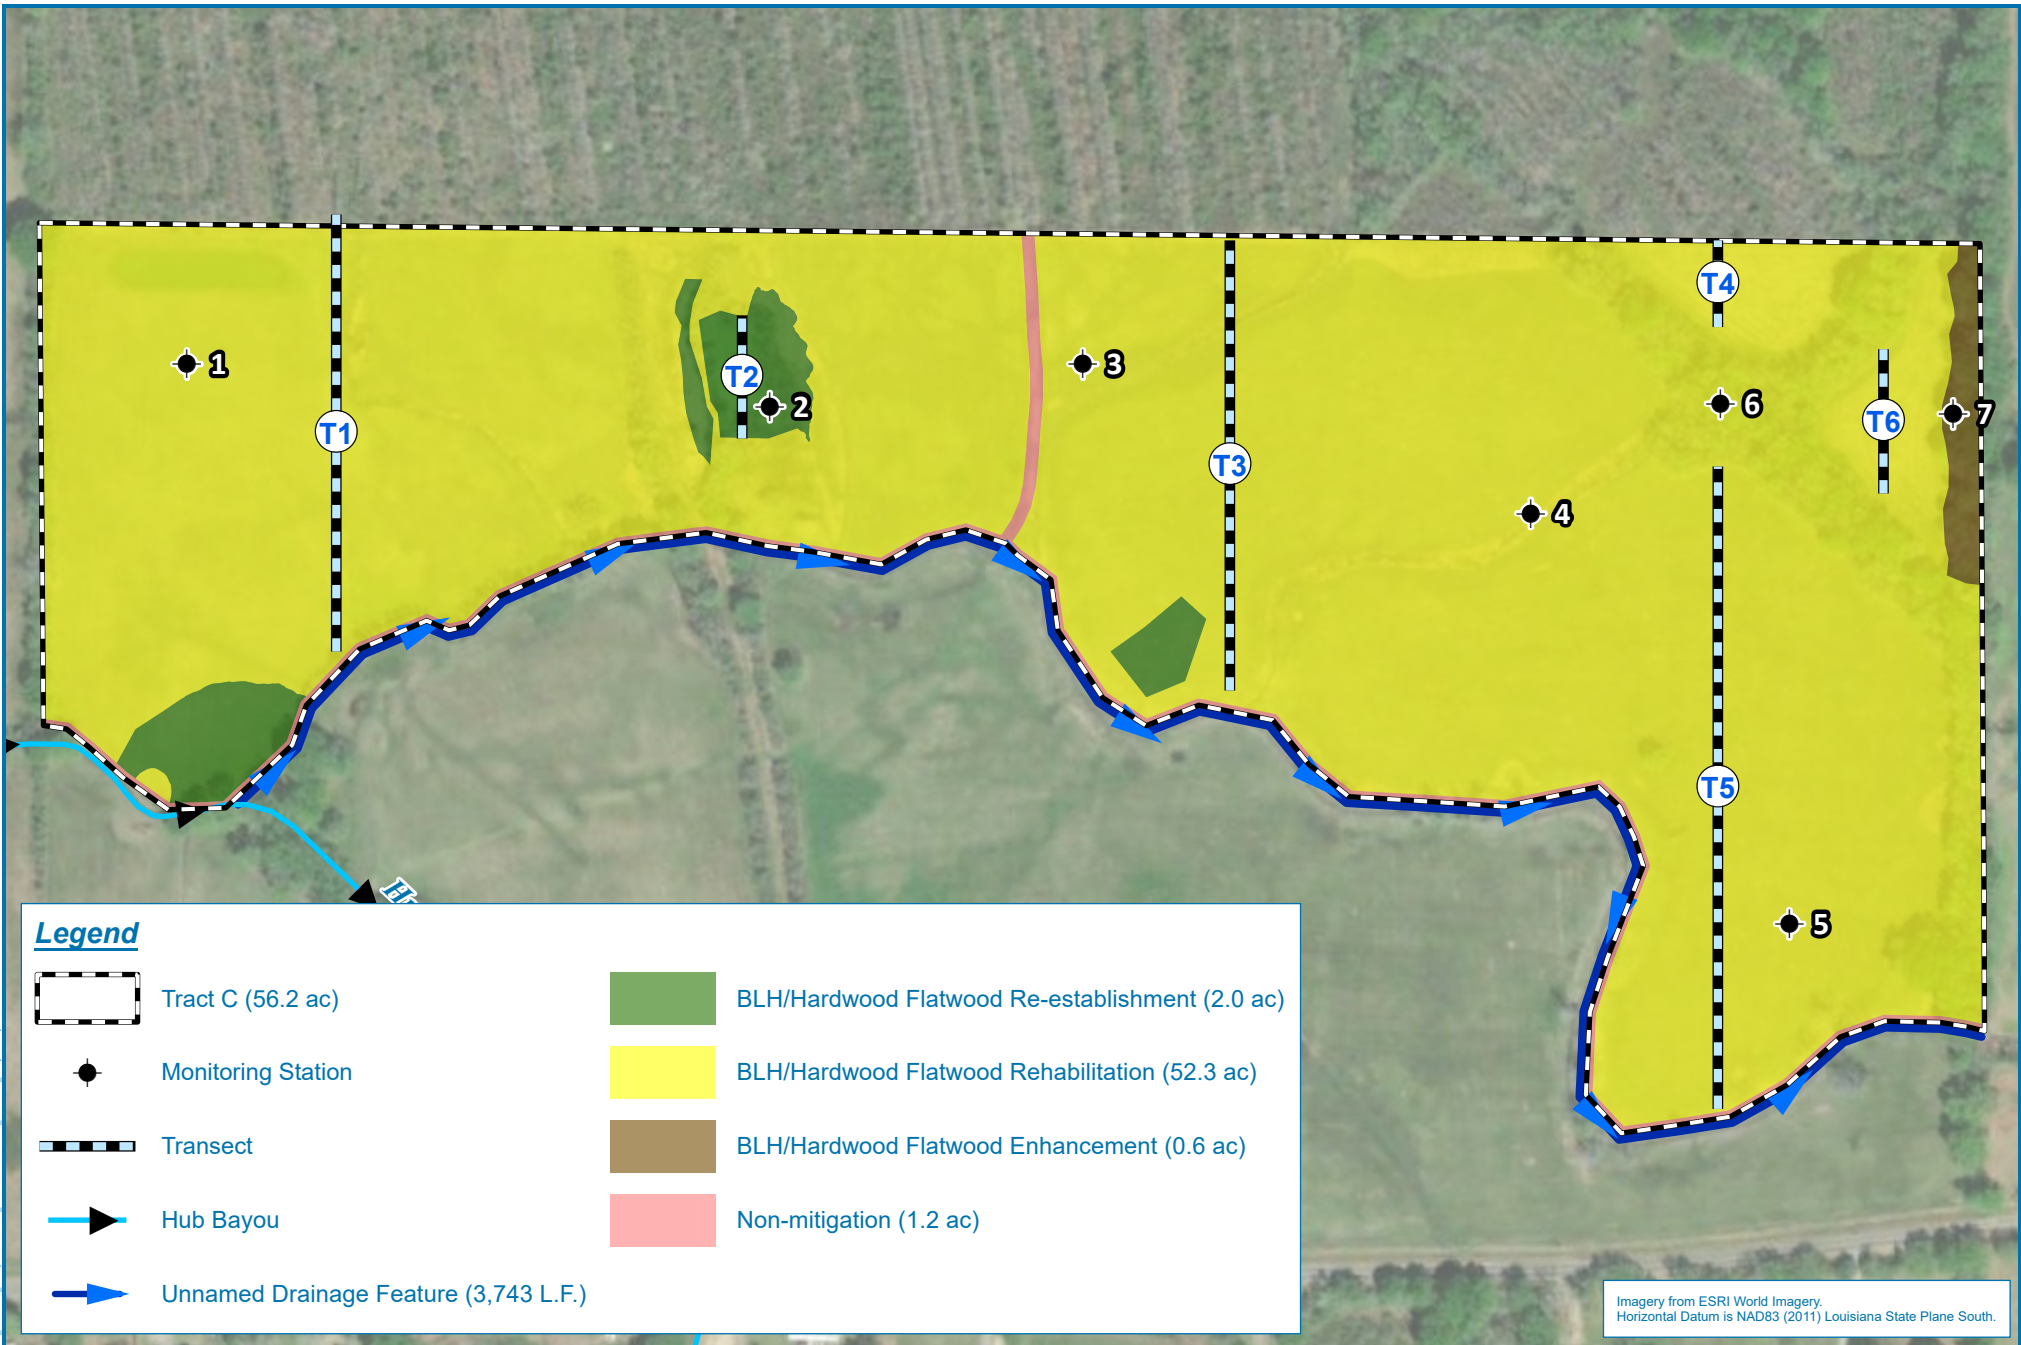 T1
T2
T3
T4
T5
T6
1
2
3
4
5
6
7
Legend
Tract C (56.2 ac)
Monitoring Station
Transect
Hub Bayou
Unnamed Drainage Feature (3,743 L.F.)
BLH/Hardwood Flatwood Re-establishment (2.0 ac)
BLH/Hardwood Flatwood Rehabilitation (52.3 ac)
BLH/Hardwood Flatwood Enhancement (0.6 ac)
Non-mitigation (1.2 ac)
Imagery from ESRI World Imagery.
Horizontal Datum is NAD83 (2011) Louisiana State Plane South.